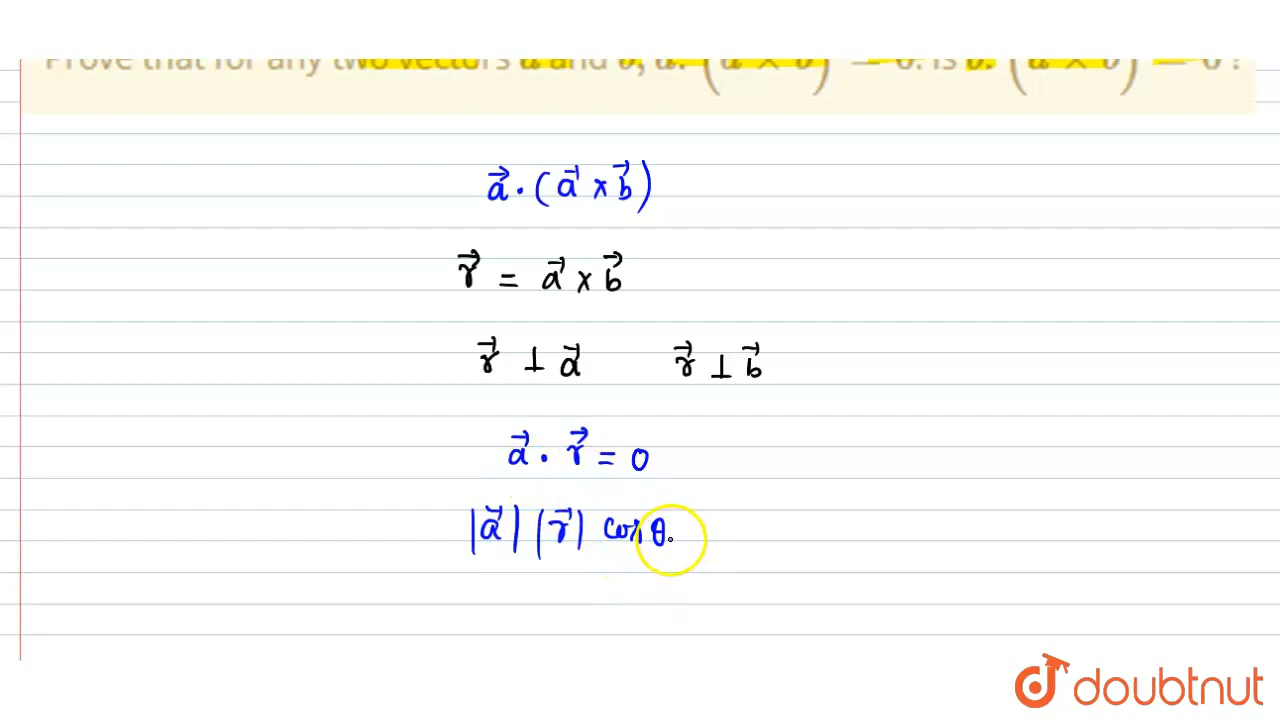 Prove that for any two vectors a and b, a. (a × b) = 0. Is b. (a × b) = 0 ?
a⃗ · (a⃗ × b⃗)
r⃗ = a⃗ × b⃗
r⃗ ⊥ a⃗ r⃗ ⊥ b⃗
a⃗ · r⃗ = 0
|a⃗| |r⃗| cos θ
doubtnut